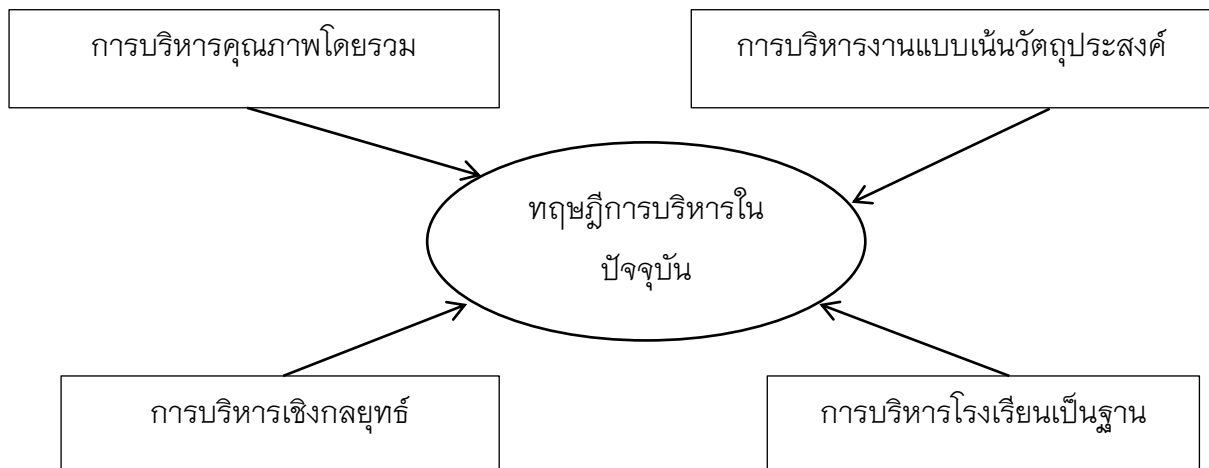 การบริหารคุณภาพโดยรวม
การบริหารงานแบบเน้นวัตถุประสงค์
ทฤษฎีการบริหารใน
ปัจจุบัน
การบริหารเชิงกลยุทธ์
การบริหารโรงเรียนเป็นฐาน